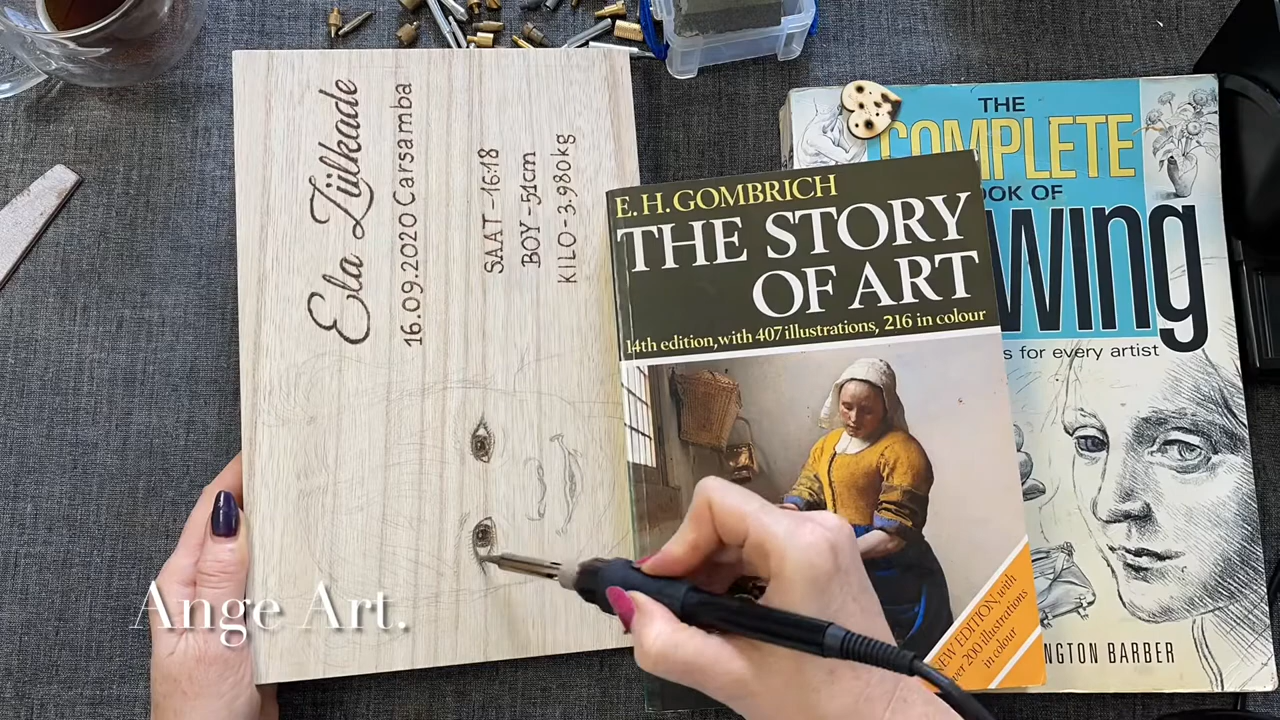 Ela Zülkade
16.09.2020 Carsamba
SAAT-16:18
BOY-51cm
KILO-3.980kg
E.H.GOMBRICH
THE STORY
OF ART
14th edition, with 407 illustrations, 216 in colour
NEW EDITION, with
over 200 illustrations
in colour
THE
COMPLETE
OOK OF
wing
s for every artist
NGTON BARBER
Ange Art.